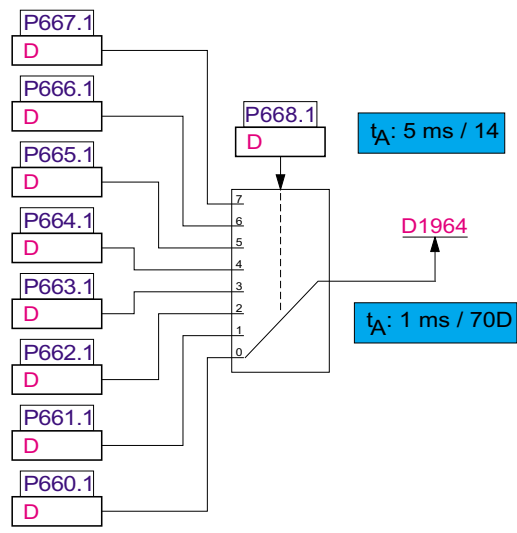 P667.1
D
P666.1
D
P665.1
D
P664.1
D
P663.1
D
P662.1
D
P661.1
D
P660.1
D
P668.1
D
7
6
5
4
3
2
1
0
tA: 5 ms / 14
D1964
tA: 1 ms / 70D